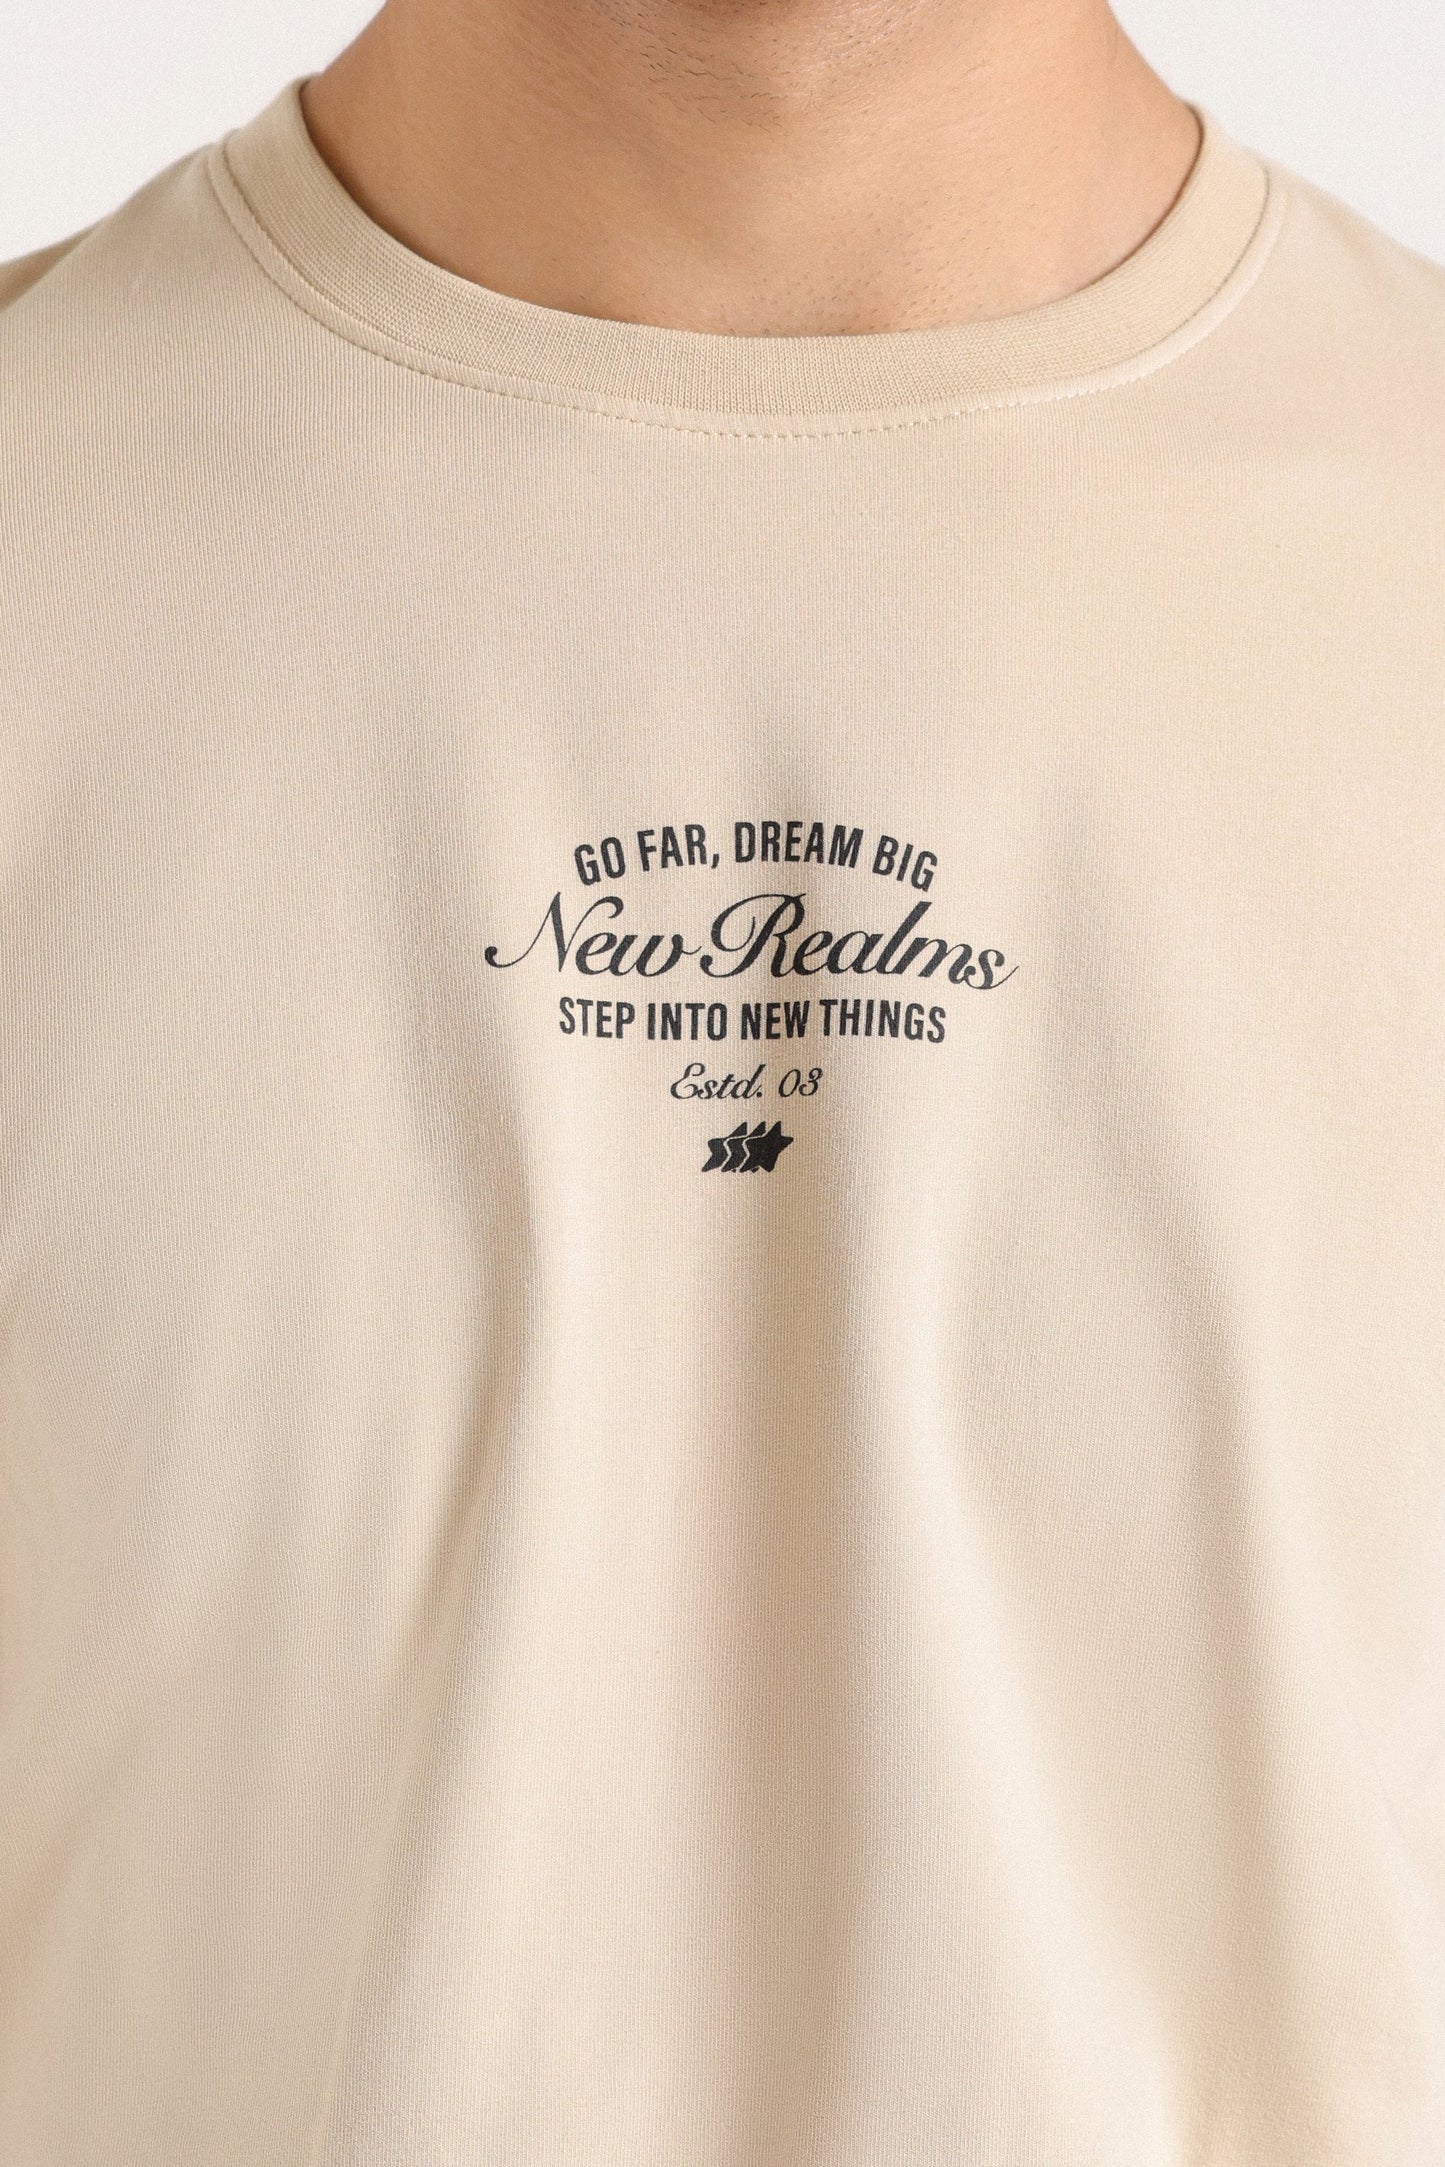 GO FAR, DREAM BIG
New Realms
STEP INTO NEW THINGS
Estd. 03